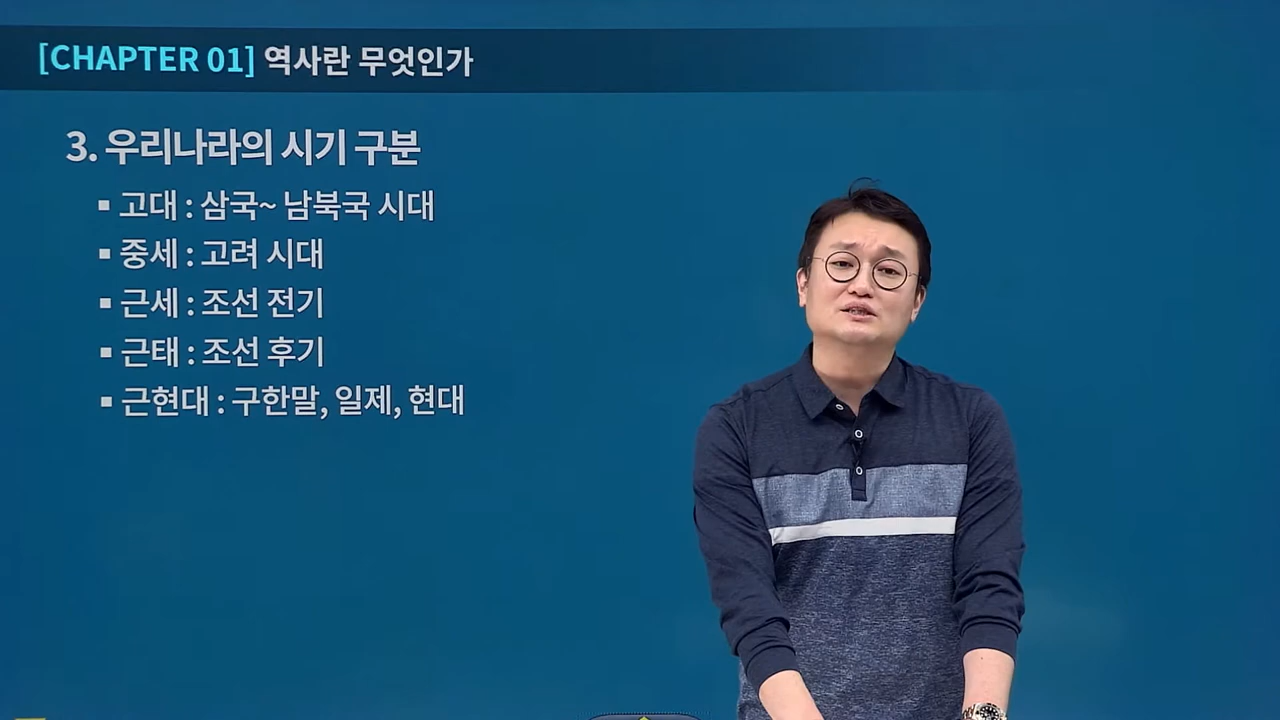 [CHAPTER 01] 역사란 무엇인가
3. 우리나라의 시기 구분
▪ 고대 : 삼국~ 남북국 시대
▪ 중세 : 고려 시대
▪ 근세 : 조선 전기
▪ 근태 : 조선 후기
▪ 근현대 : 구한말, 일제, 현대